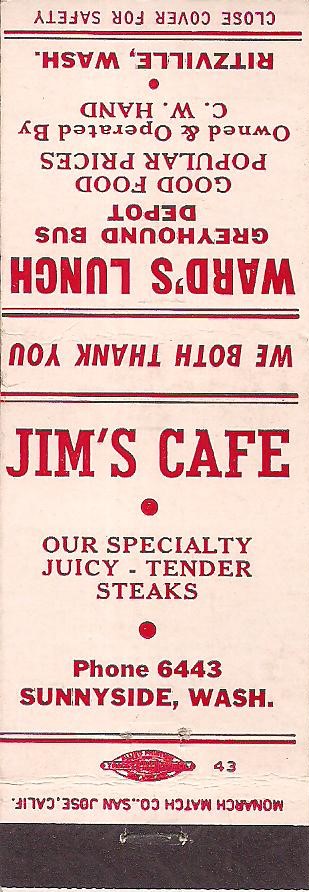 CLOSE COVER FOR SAFETY
RITZVILLE, WASH.
C. W. HAND
Owned & Operated By
POPULAR PRICES
GOOD FOOD
DEPOT
GREYHOUND BUS
WARD'S LUNCH
WE BOTH THANK YOU
JIM'S CAFE
OUR SPECIALTY
JUICY - TENDER
STEAKS
Phone 6443
SUNNYSIDE, WASH.
43
MONARCH MATCH CO., SAN JOSE, CALIF.